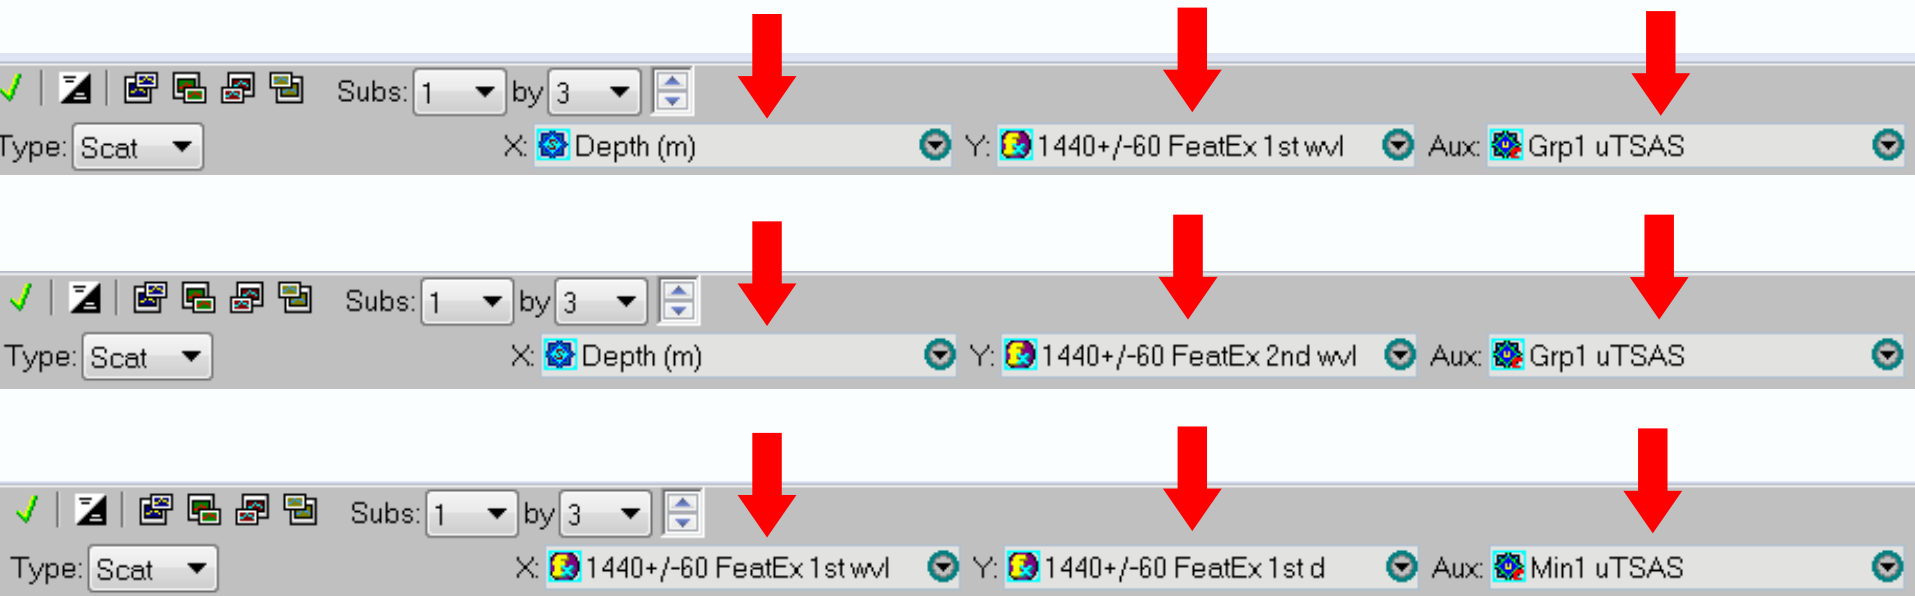 Subs: 1 by 3
Type: Scat X: Depth (m) Y: 1440+/-60 FeatEx 1st wvl Aux: Grp1 uTSAS
Subs: 1 by 3
Type: Scat X: Depth (m) Y: 1440+/-60 FeatEx 2nd wvl Aux: Grp1 uTSAS
Subs: 1 by 3
Type: Scat X: 1440+/-60 FeatEx 1st wvl Y: 1440+/-60 FeatEx 1st d Aux: Min1 uTSAS